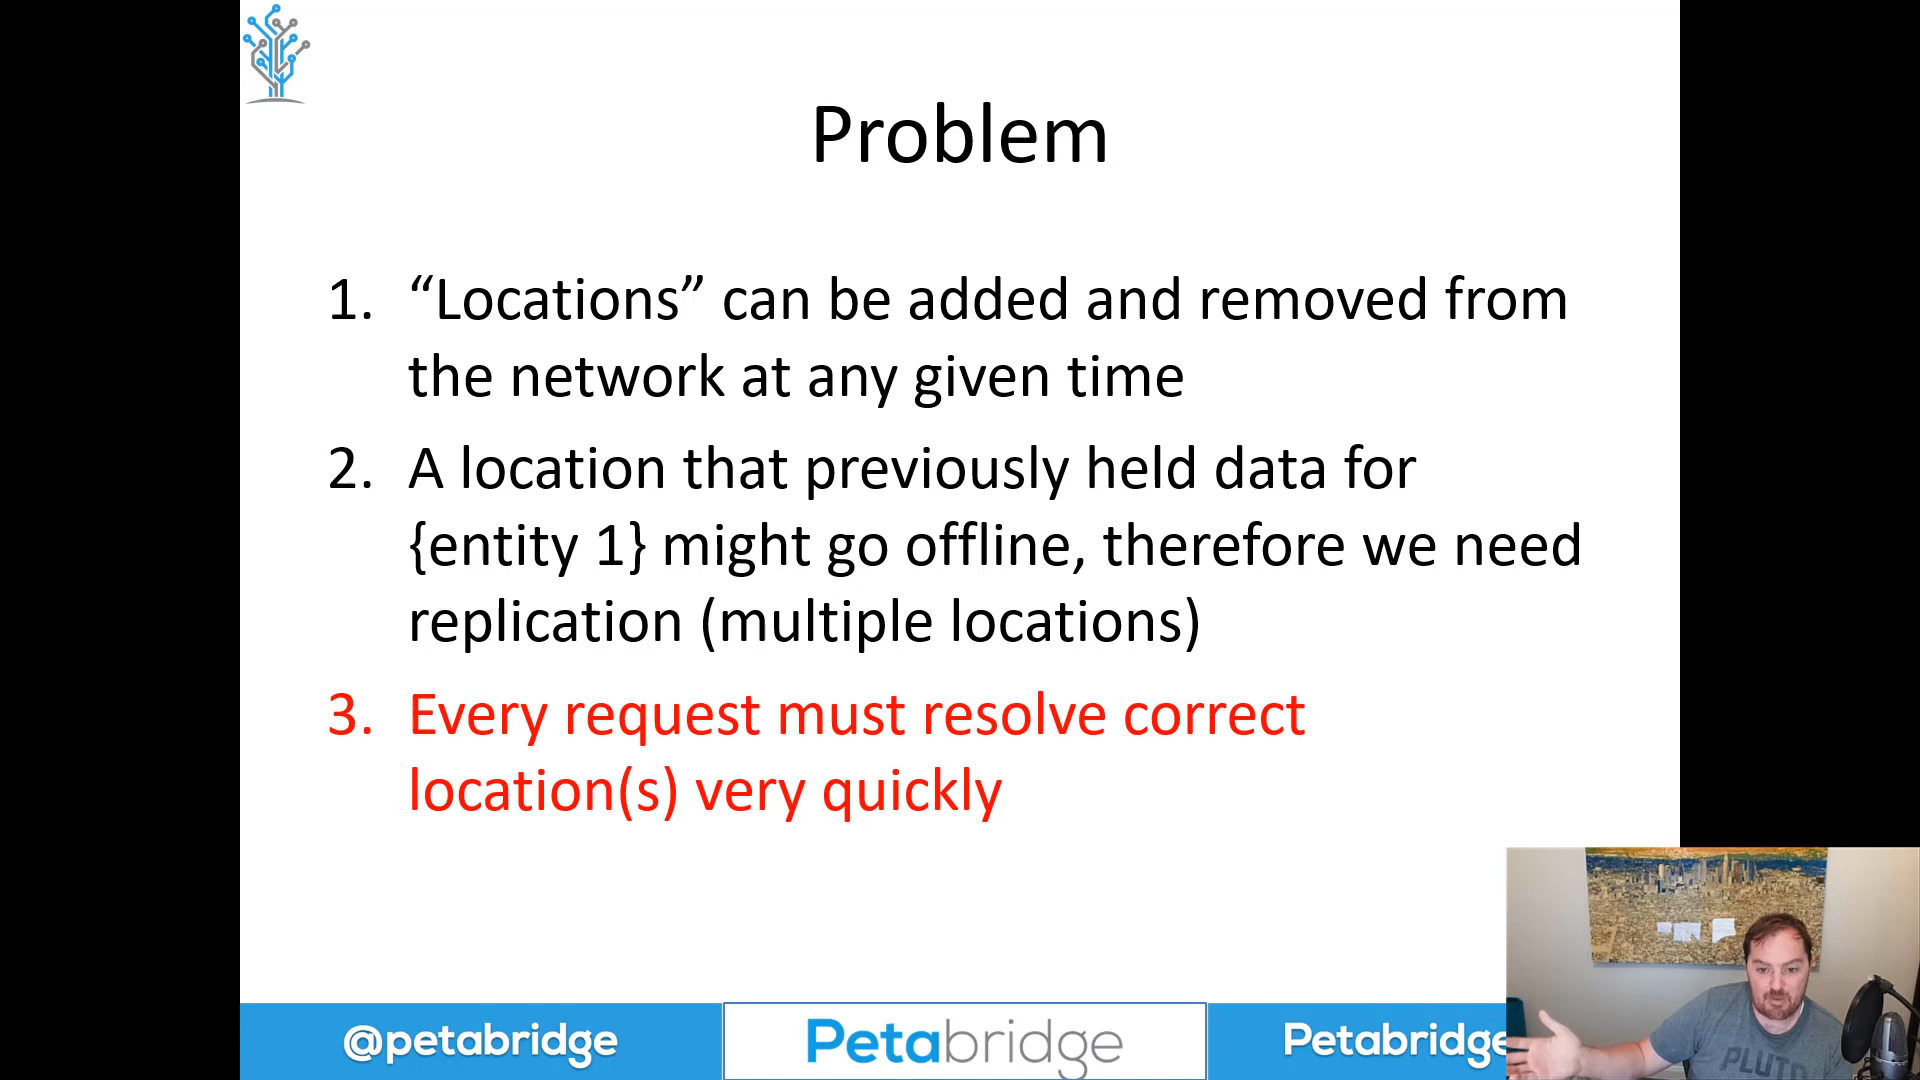 Problem
1. “Locations” can be added and removed from
the network at any given time
2. A location that previously held data for
{entity 1} might go offline, therefore we need
replication (multiple locations)
3. Every request must resolve correct
location(s) very quickly
@petabridge
Petabridge
Petabridge
PLUTO